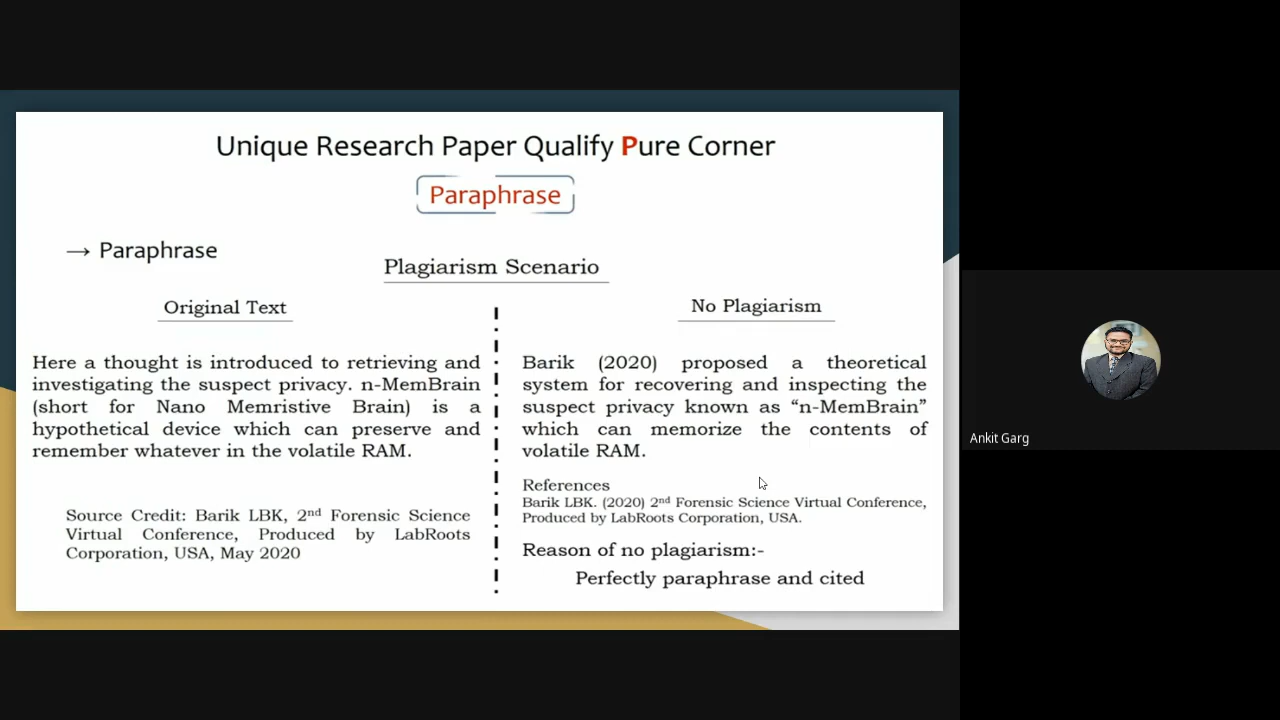 Unique Research Paper Qualify Pure Corner
Paraphrase
→ Paraphrase
Plagiarism Scenario
Original Text
Here a thought is introduced to retrieving and
investigating the suspect privacy. n-MemBrain
(short for Nano Memristive Brain) is a
hypothetical device which can preserve and
remember whatever in the volatile RAM.
Source Credit: Barik LBK, 2nd Forensic Science
Virtual Conference, Produced by LabRoots
Corporation, USA, May 2020
No Plagiarism
Barik (2020) proposed a theoretical
system for recovering and inspecting the
suspect privacy known as “n-MemBrain”
which can memorize the contents of
volatile RAM.
References
Barik LBK. (2020) 2nd Forensic Science Virtual Conference,
Produced by LabRoots Corporation, USA.
Reason of no plagiarism:-
Perfectly paraphrase and cited
Ankit Garg